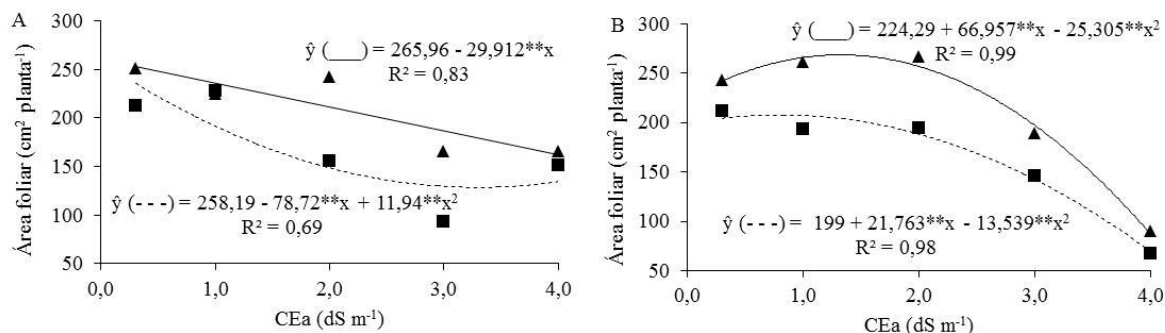 A
300
250
200
150
100
50
Área foliar (cm² planta⁻¹)
ŷ (___) = 265,96 - 29,912**x
R² = 0,83
ŷ (- - -) = 258,19 - 78,72**x + 11,94**x²
R² = 0,69
0,0 1,0 2,0 3,0 4,0
CEa (dS m⁻¹)
B
300
250
200
150
100
50
Área foliar (cm² planta⁻¹)
ŷ (___) = 224,29 + 66,957**x - 25,305**x²
R² = 0,99
ŷ (---) = 199 + 21,763**x - 13,539**x²
R² = 0,98
0,0 1,0 2,0 3,0 4,0
CEa (dS m⁻¹)